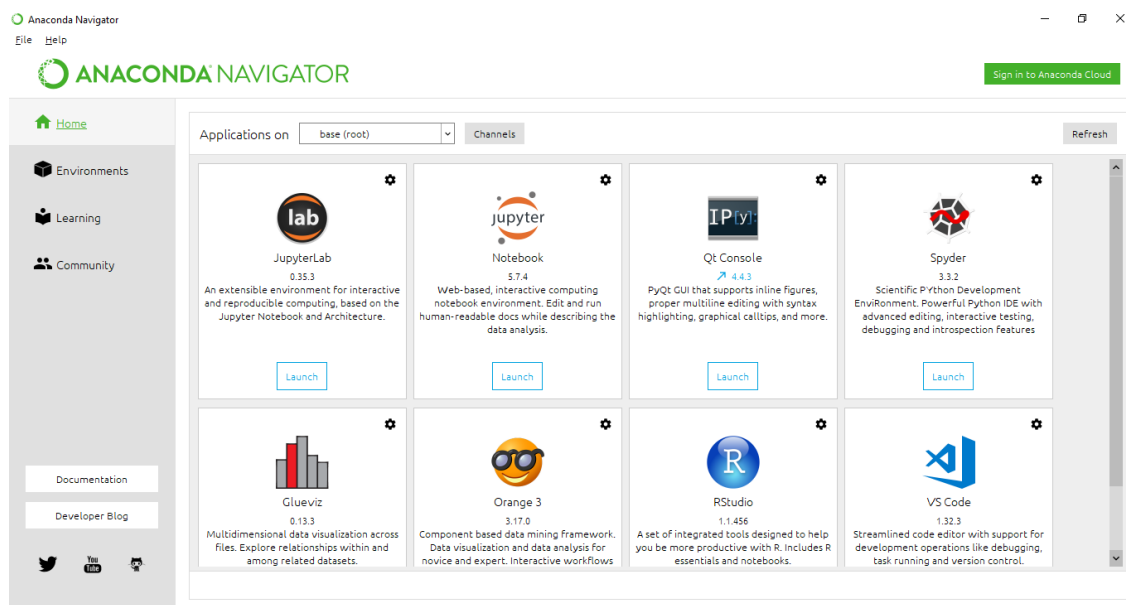 Anaconda Navigator
File Help
ANACONDA NAVIGATOR
Sign in to Anaconda Cloud
Home
Environments
Learning
Community
Documentation
Developer Blog
You
Tube
Applications on base (root) Channels Refresh
lab
JupyterLab
0.35.3
An extensible environment for interactive
and reproducible computing, based on the
Jupyter Notebook and Architecture.
Launch
jupyter
Notebook
5.7.4
Web-based, interactive computing
notebook environment. Edit and run
human-readable docs while describing the
data analysis.
Launch
IP[y]:
Qt Console
4.4.3
PyQt GUI that supports inline figures,
proper multiline editing with syntax
highlighting, graphical calltips, and more.
Launch
Spyder
3.3.2
Scientific PYthon Development
EnviRonment. Powerful Python IDE with
advanced editing, interactive testing,
debugging and introspection features
Launch
Glueviz
0.13.3
Multidimensional data visualization across
files. Explore relationships within and
among related datasets.
Orange 3
3.17.0
Component based data mining framework.
Data visualization and data analysis for
novice and expert. Interactive workflows
R
RStudio
1.1.456
A set of integrated tools designed to help
you be more productive with R. Includes R
essentials and notebooks.
VS Code
1.32.3
Streamlined code editor with support for
development operations like debugging,
task running and version control.